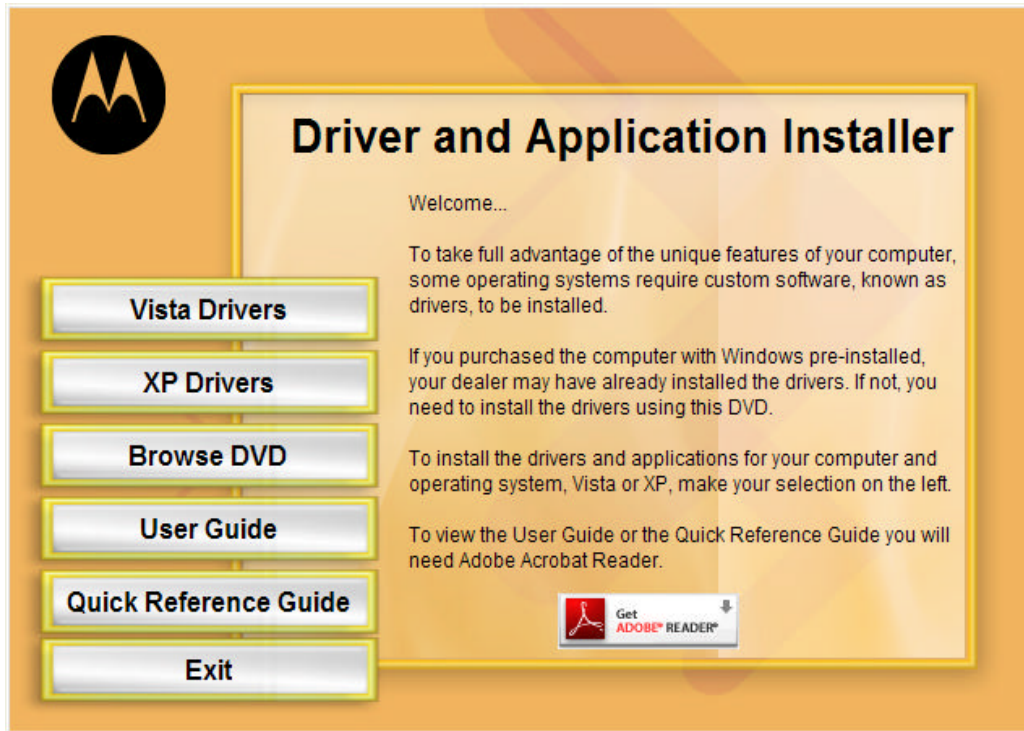 Driver and Application Installer
Welcome...
To take full advantage of the unique features of your computer,
some operating systems require custom software, known as
drivers, to be installed.
If you purchased the computer with Windows pre-installed,
your dealer may have already installed the drivers. If not, you
need to install the drivers using this DVD.
To install the drivers and applications for your computer and
operating system, Vista or XP, make your selection on the left.
To view the User Guide or the Quick Reference Guide you will
need Adobe Acrobat Reader.
Get
ADOBE® READER®
Vista Drivers
XP Drivers
Browse DVD
User Guide
Quick Reference Guide
Exit